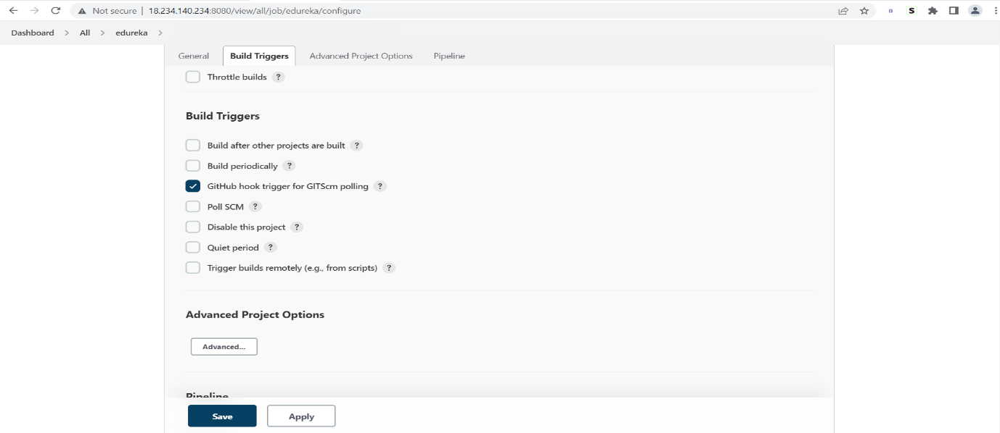 Not secure | 18.234.140.234:8080/view/all/job/edureka/configure
S
Dashboard > All > edureka >
General Build Triggers Advanced Project Options Pipeline
Throttle builds ?
Build Triggers
Build after other projects are built ?
Build periodically ?
GitHub hook trigger for GITScm polling ?
Poll SCM ?
Disable this project ?
Quiet period ?
Trigger builds remotely (e.g., from scripts) ?
Advanced Project Options
Advanced...
Pipeline
Save Apply